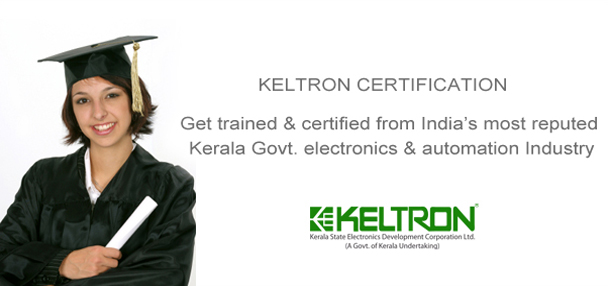 KELTRON CERTIFICATION
Get trained & certified from India's most reputed
Kerala Govt. electronics & automation Industry
KELTRON®
Kerala State Electronics Development Corporation Ltd.
(A Govt. of Kerala Undertaking)